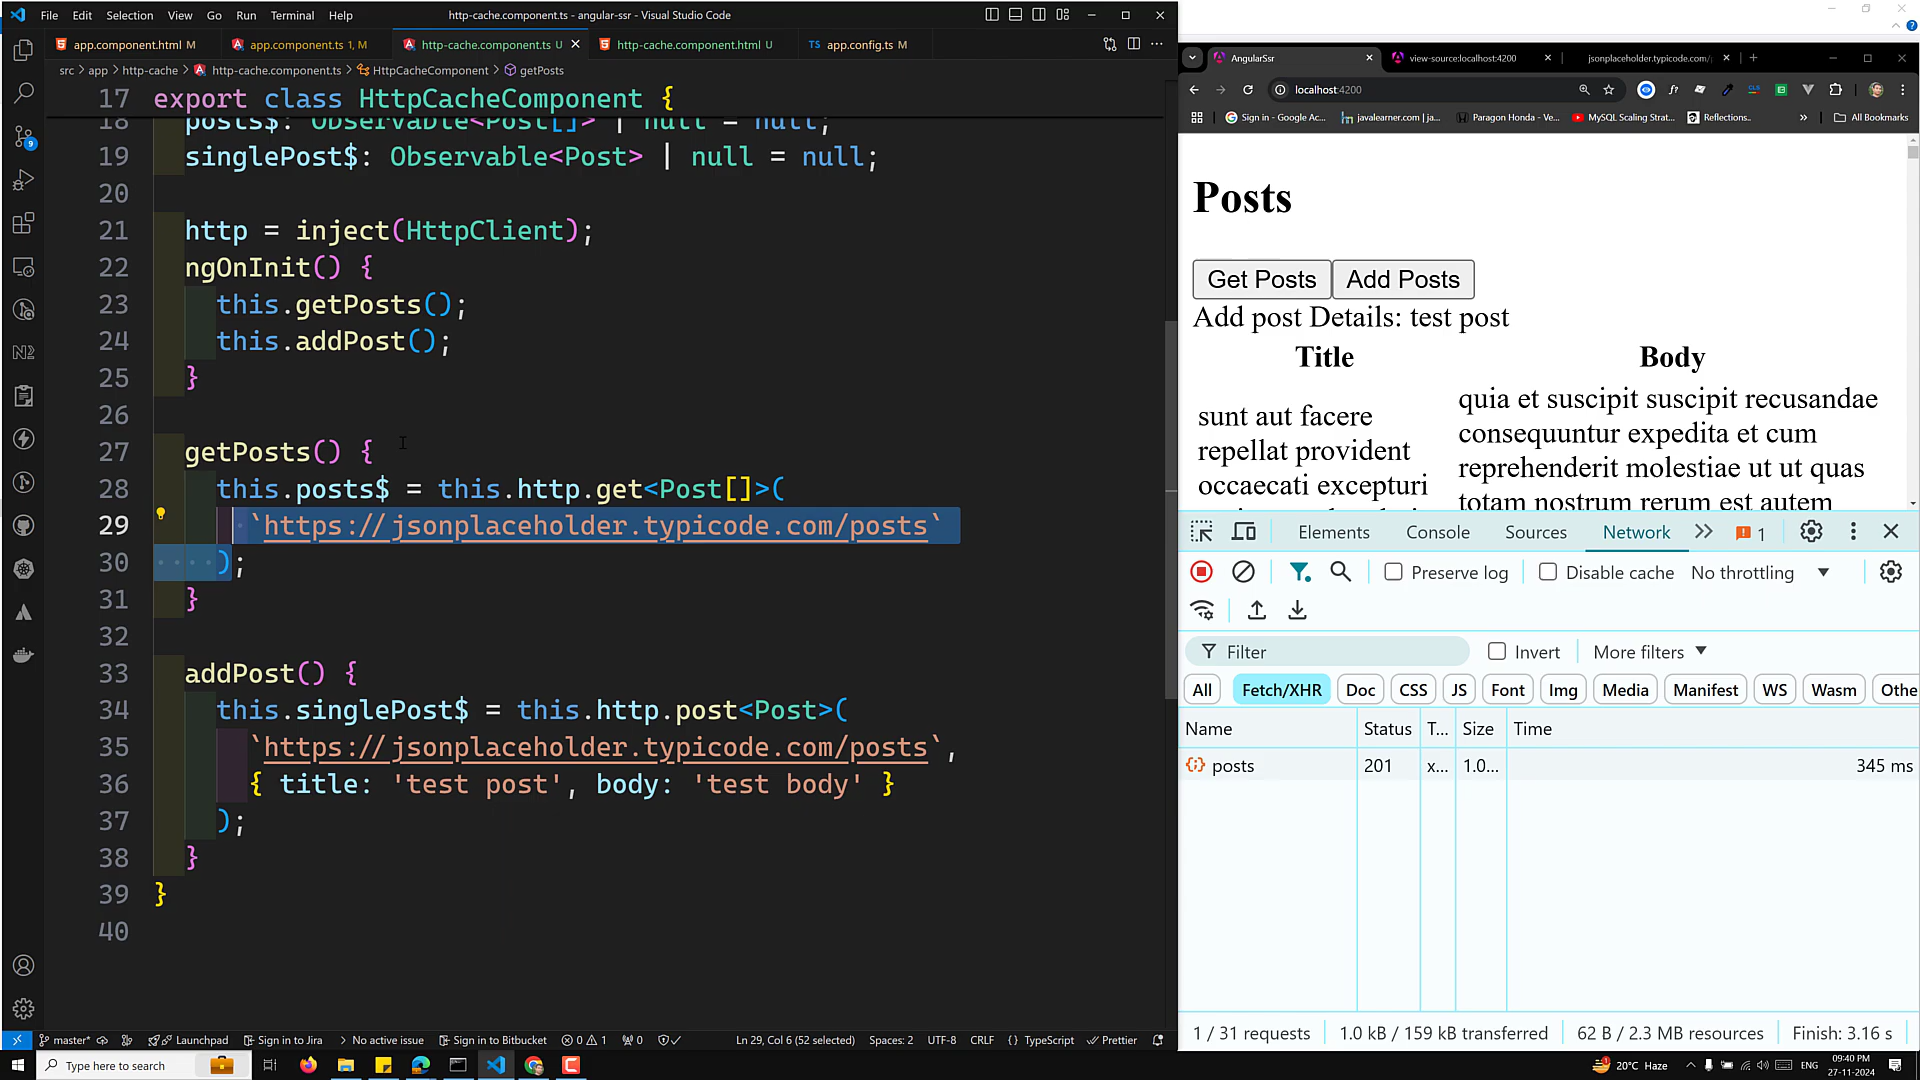 File Edit Selection View Go Run Terminal Help
http-cache.component.ts - angular-ssr - Visual Studio Code
app.component.html M
app.component.ts 1, M
http-cache.component.ts U
http-cache.component.html U
app.config.ts M
src > app > http-cache > http-cache.component.ts > HttpCacheComponent > getPosts
17 export class HttpCacheComponent {
18 posts$: Observable<Post[]> | null = null;
19 singlePost$: Observable<Post> | null = null;
20
21 http = inject(HttpClient);
22 ngOnInit() {
23 this.getPosts();
24 this.addPost();
25 }
26
27 getPosts() {
28 this.posts$ = this.http.get<Post[]>(
29 `https://jsonplaceholder.typicode.com/posts`
30 );
31 }
32
33 addPost() {
34 this.singlePost$ = this.http.post<Post>(
35 `https://jsonplaceholder.typicode.com/posts`,
36 { title: 'test post', body: 'test body' }
37 );
38 }
39 }
40
9
N2
master* Launchpad Sign in to Jira No active issue Sign in to Bitbucket 0 1 0 Ln 29, Col 6 (52 selected) Spaces: 2 UTF-8 CRLF {} TypeScript Prettier
AngularSsr
view-source:localhost:4200
jsonplaceholder.typicode.com/
localhost:4200
Sign in - Google Ac...
javalearner.com | ja...
Paragon Honda - Ve...
MySQL Scaling Strat...
Reflections..
» All Bookmarks
Posts
Get Posts
Add Posts
Add post Details: test post
Title Body
sunt aut facere
repellat provident
occaecati excepturi
quia et suscipit suscipit recusandae
consequuntur expedita et cum
reprehenderit molestiae ut ut quas
totam nostrum rerum est autem
Elements Console Sources Network » 1
Preserve log Disable cache No throttling
Filter Invert More filters
All Fetch/XHR Doc CSS JS Font Img Media Manifest WS Wasm Othe
Name Status T... Size Time
posts 201 x... 1.0... 345 ms
1 / 31 requests 1.0 kB / 159 kB transferred 62 B / 2.3 MB resources Finish: 3.16 s
Type here to search
20°C Haze
ENG
09:40 PM
27-11-2024